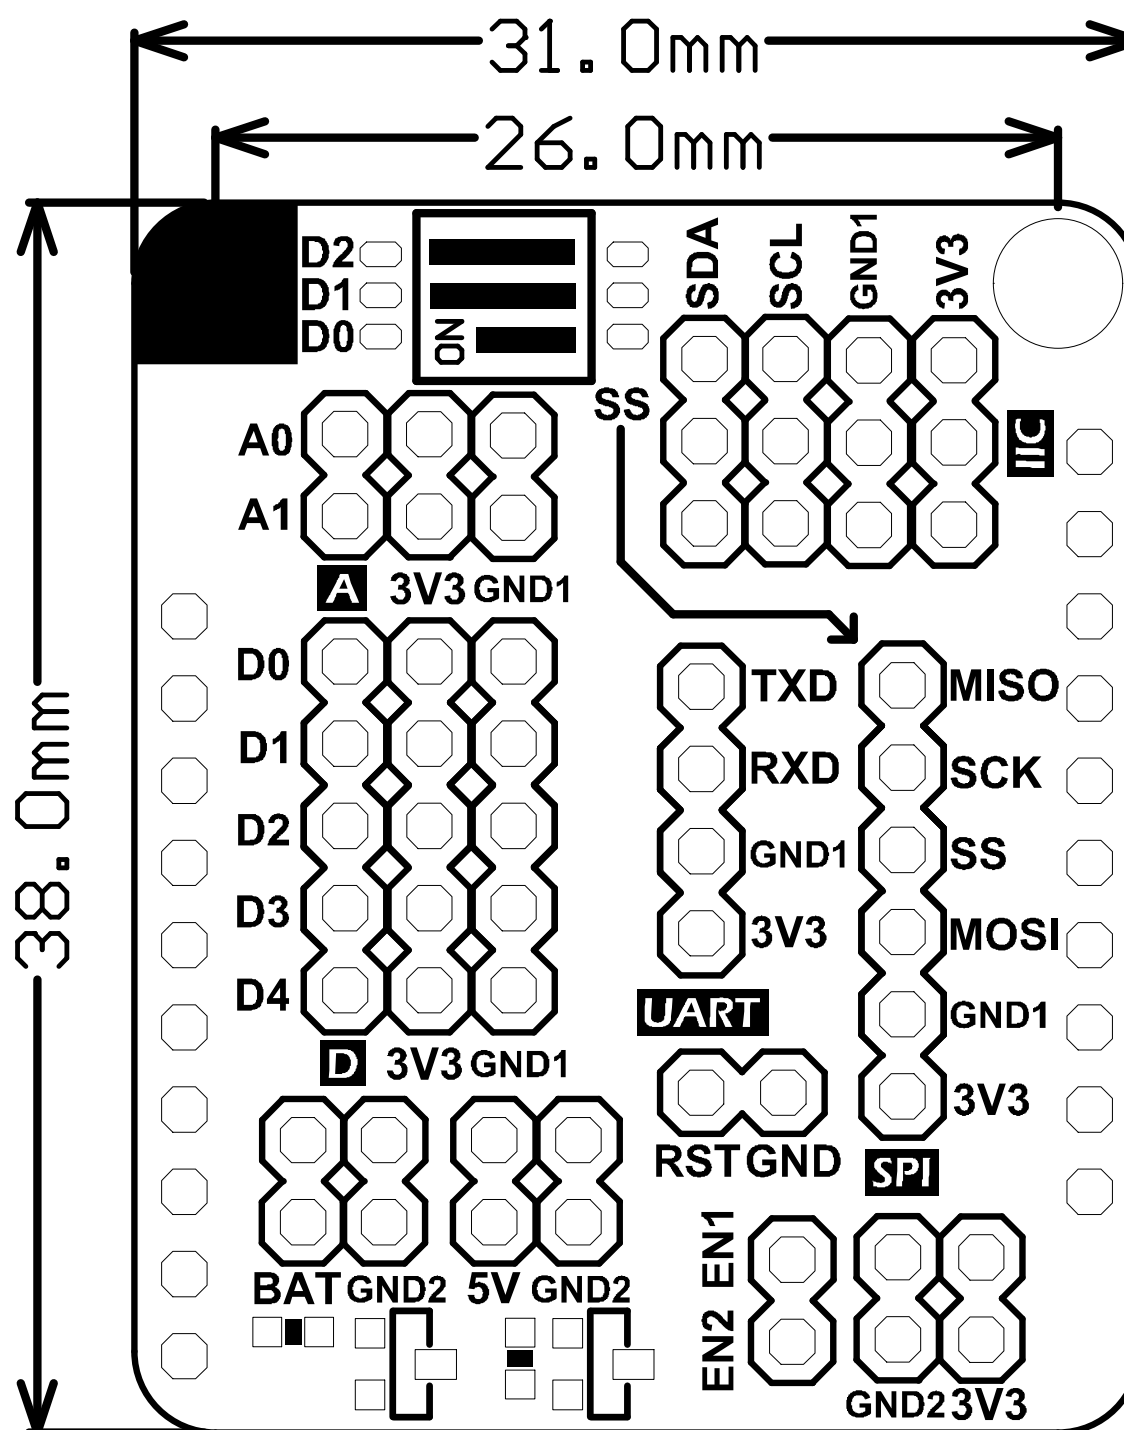 31.0mm
26.0mm
38.0mm
D2
D1
D0
ON
SDA
SCL
GND1
3V3
SS
IIC
A0
A1
A 3V3 GND1
D0
D1
D2
D3
D4
D 3V3 GND1
TXD
RXD
GND1
3V3
UART
MISO
SCK
SS
MOSI
GND1
3V3
SPI
RST GND
BAT GND2 5V GND2
EN1
EN2
GND2 3V3